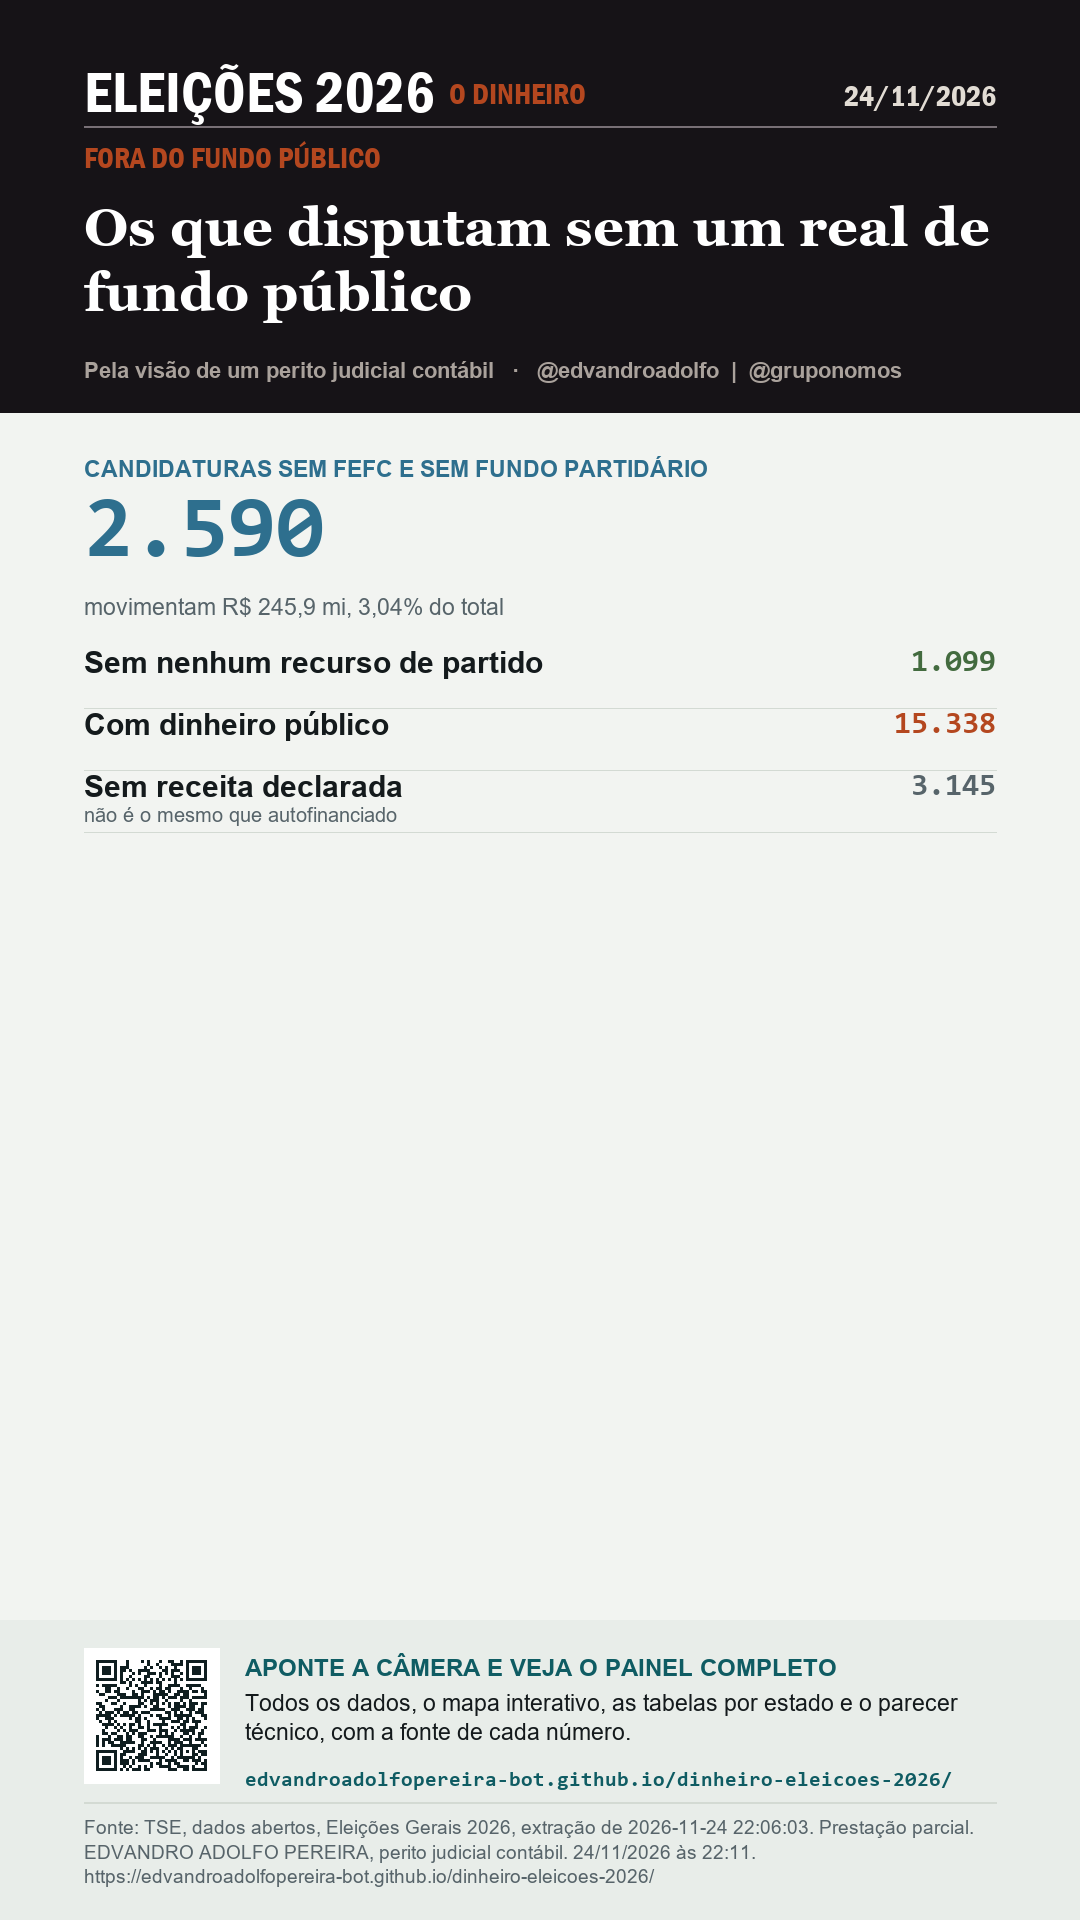 ELEIÇÕES 2026 O DINHEIRO 24/11/2026
FORA DO FUNDO PÚBLICO
Os que disputam sem um real de
fundo público
Pela visão de um perito judicial contábil · @edvandroadolfo | @gruponomos
CANDIDATURAS SEM FEFC E SEM FUNDO PARTIDÁRIO
2.590
movimentam R$ 245,9 mi, 3,04% do total
Sem nenhum recurso de partido 1.099
Com dinheiro público 15.338
Sem receita declarada 3.145
não é o mesmo que autofinanciado
APONTE A CÂMERA E VEJA O PAINEL COMPLETO
Todos os dados, o mapa interativo, as tabelas por estado e o parecer
técnico, com a fonte de cada número.
edvandroadolfopereira-bot.github.io/dinheiro-eleicoes-2026/
Fonte: TSE, dados abertos, Eleições Gerais 2026, extração de 2026-11-24 22:06:03. Prestação parcial.
EDVANDRO ADOLFO PEREIRA, perito judicial contábil. 24/11/2026 às 22:11.
https://edvandroadolfopereira-bot.github.io/dinheiro-eleicoes-2026/